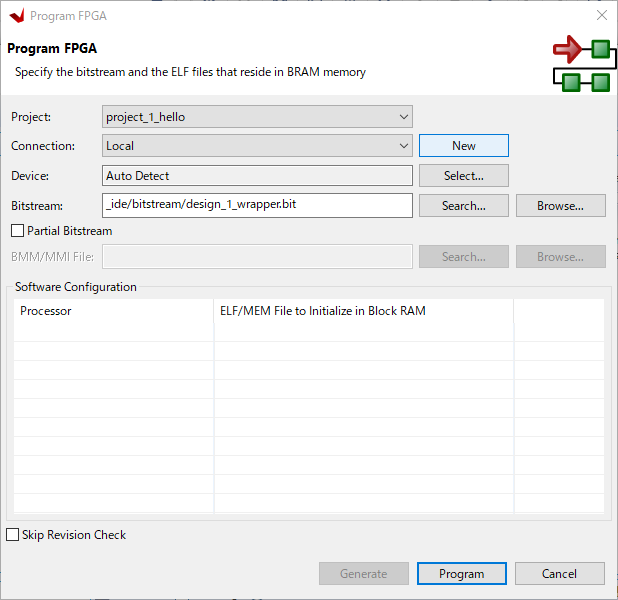 Program FPGA
Program FPGA
Specify the bitstream and the ELF files that reside in BRAM memory
Project: project_1_hello
Connection: Local New
Device: Auto Detect Select...
Bitstream: _ide/bitstream/design_1_wrapper.bit Search... Browse...
Partial Bitstream
BMM/MMI File: Search... Browse...
Software Configuration
Processor ELF/MEM File to Initialize in Block RAM
Skip Revision Check
Generate Program Cancel